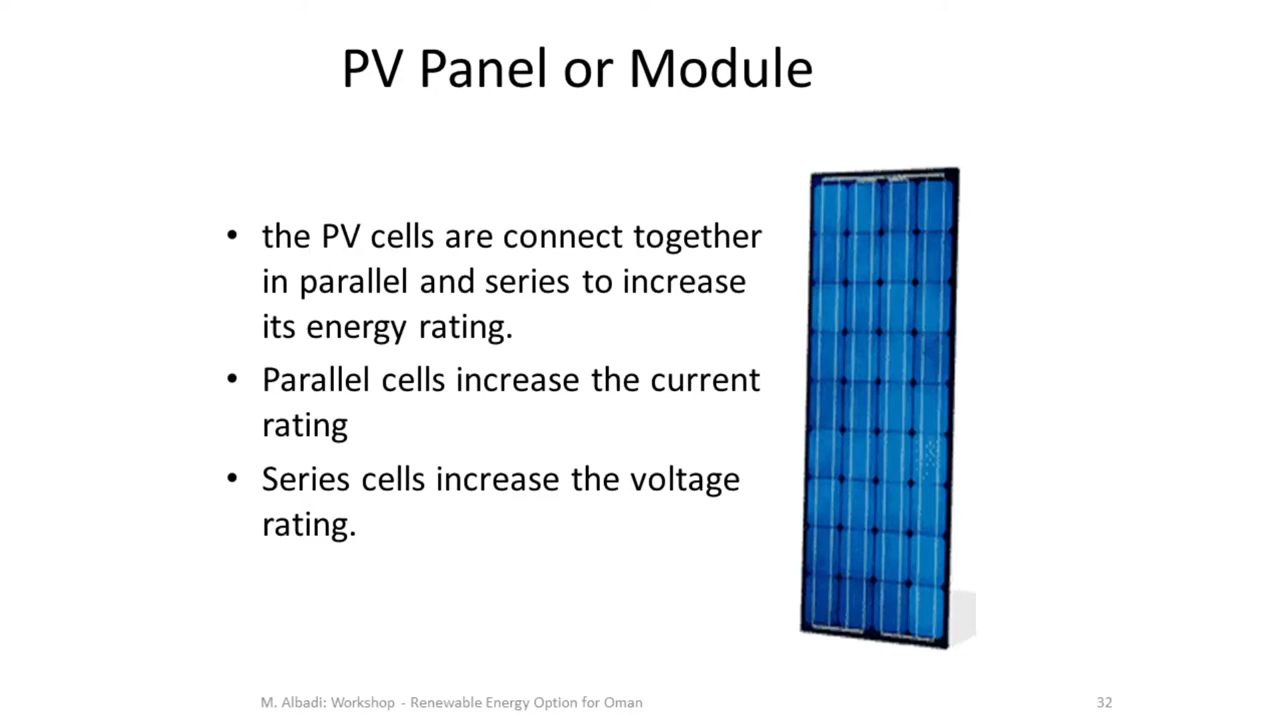 PV Panel or Module
• the PV cells are connect together
in parallel and series to increase
its energy rating.
• Parallel cells increase the current
rating
• Series cells increase the voltage
rating.
M. Albadi: Workshop - Renewable Energy Option for Oman
32